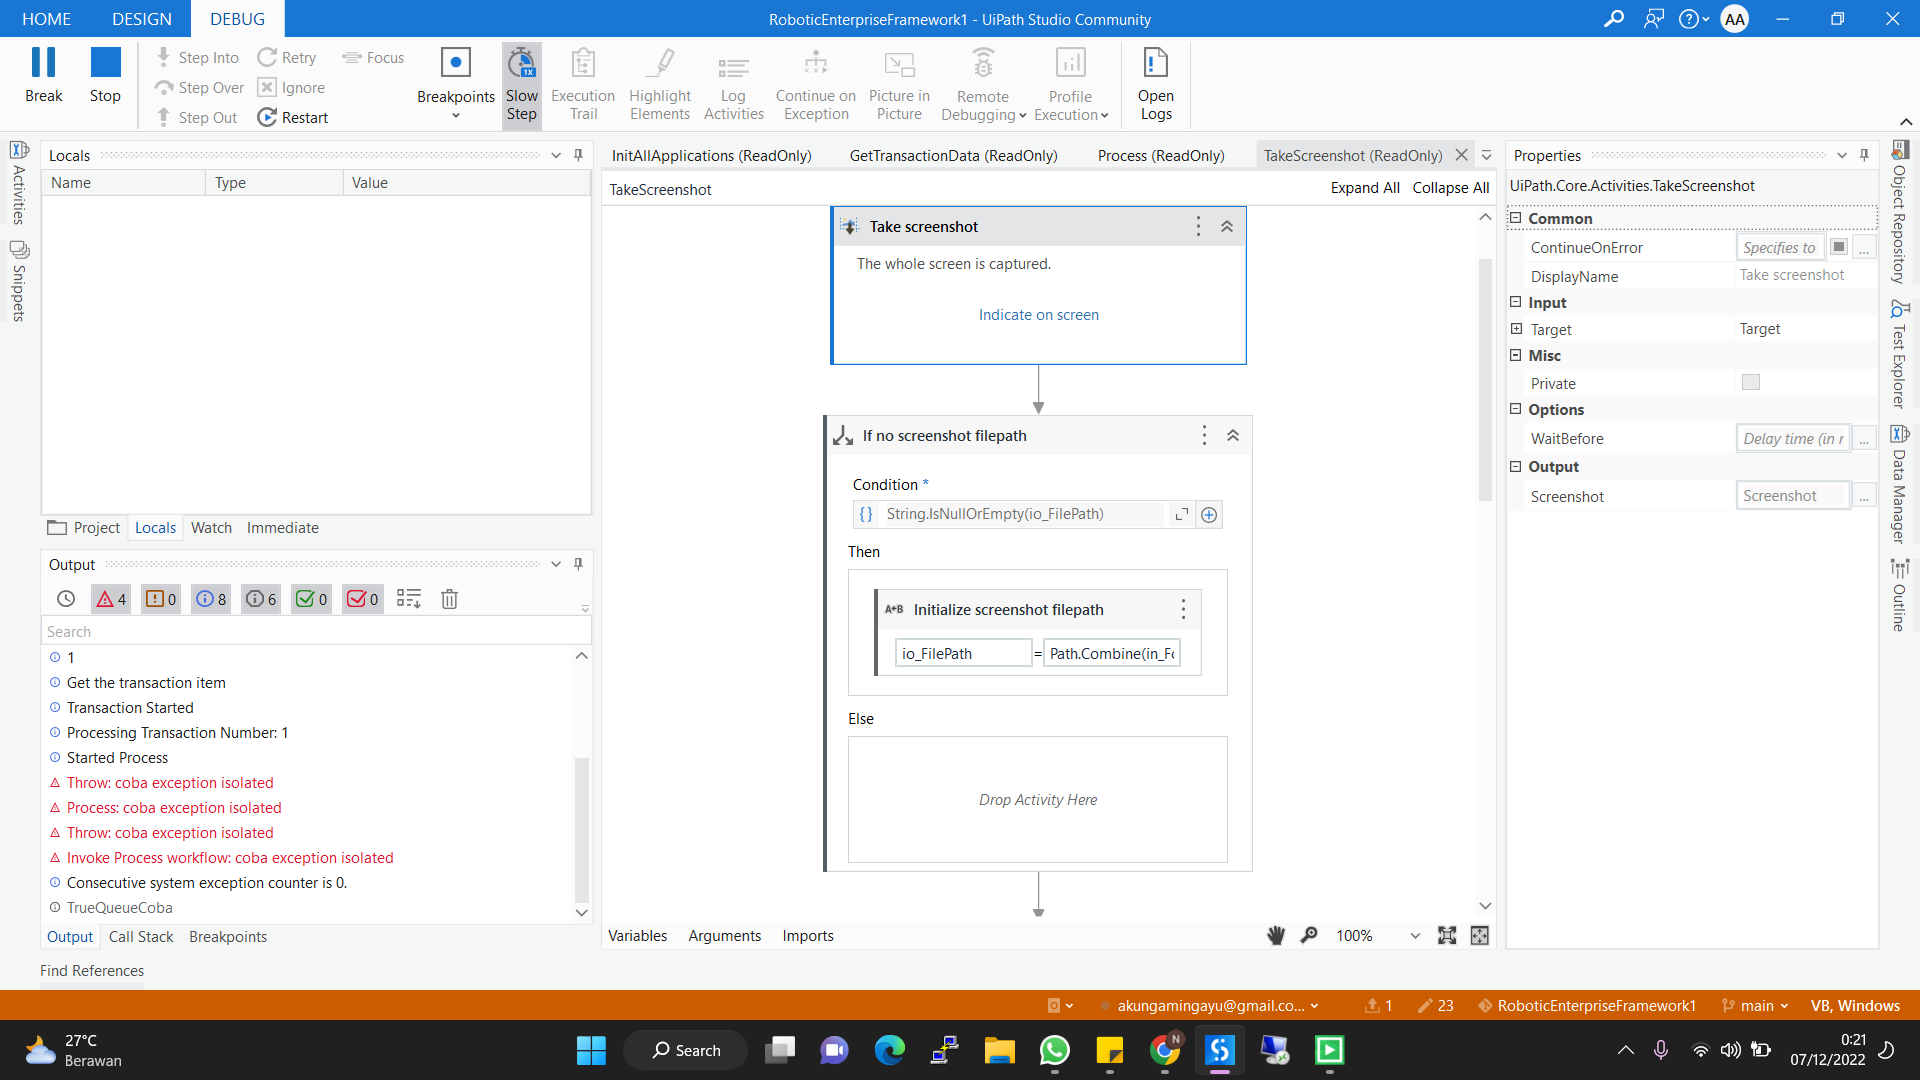 HOME DESIGN DEBUG
RoboticEnterpriseFramework1 - UiPath Studio Community
AA
Break
Stop
Step Into
Step Over
Step Out
Retry
Ignore
Restart
Focus
Breakpoints
Slow Step
1X
Execution Trail
Highlight Elements
Log Activities
Continue on Exception
Picture in Picture
Remote Debugging
Profile Execution
Open Logs
Activities
Snippets
Locals
Name Type Value
Project Locals Watch Immediate
Output
4 0 8 6 0 0
Search
1
Get the transaction item
Transaction Started
Processing Transaction Number: 1
Started Process
Throw: coba exception isolated
Process: coba exception isolated
Throw: coba exception isolated
Invoke Process workflow: coba exception isolated
Consecutive system exception counter is 0.
TrueQueueCoba
Output Call Stack Breakpoints
Find References
InitAllApplications (ReadOnly) GetTransactionData (ReadOnly) Process (ReadOnly) TakeScreenshot (ReadOnly)
TakeScreenshot
Expand All Collapse All
Take screenshot
The whole screen is captured.
Indicate on screen
If no screenshot filepath
Condition *
{} String.IsNullOrEmpty(io_FilePath)
Then
A B Initialize screenshot filepath
io_FilePath = Path.Combine(in_Fo
Else
Drop Activity Here
Variables Arguments Imports
100%
Properties
UiPath.Core.Activities.TakeScreenshot
Common
ContinueOnError Specifies to ...
DisplayName Take screenshot
Input
Target Target
Misc
Private
Options
WaitBefore Delay time (in r ...
Output
Screenshot Screenshot ...
Object Repository
Test Explorer
Data Manager
Outline
akungamingayu@gmail.co...
1
23
RoboticEnterpriseFramework1
main
VB, Windows
27°C
Berawan
Search
N
0:21
07/12/2022